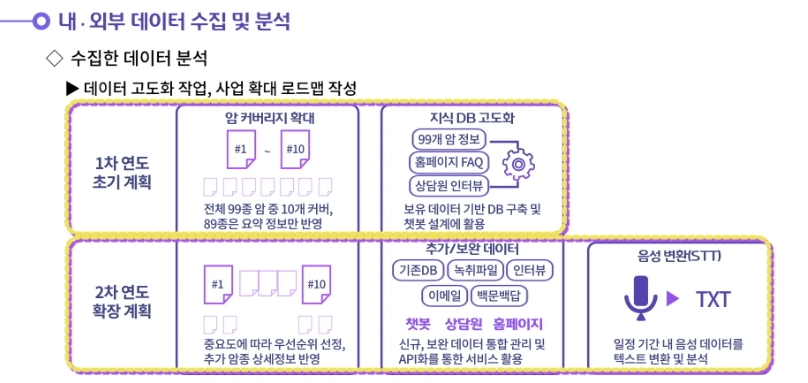 내·외부 데이터 수집 및 분석
◇ 수집한 데이터 분석
▶ 데이터 고도화 작업, 사업 확대 로드맵 작성
1차 연도
초기 계획
암 커버리지 확대
#1 ~ #10
전체 99종 암 중 10개 커버,
89종은 요약 정보만 반영
지식 DB 고도화
99개 암 정보
홈페이지 FAQ
상담원 인터뷰
보유 데이터 기반 DB 구축 및
챗봇 설계에 활용
2차 연도
확장 계획
#1 #10
중요도에 따라 우선순위 선정,
추가 암종 상세정보 반영
추가/보완 데이터
기존DB 녹취파일 인터뷰
이메일 백문백답
챗봇 상담원 홈페이지
신규, 보완 데이터 통합 관리 및
API화를 통한 서비스 활용
음성 변환(STT)
▶ TXT
일정 기간 내 음성 데이터를
텍스트 변환 및 분석